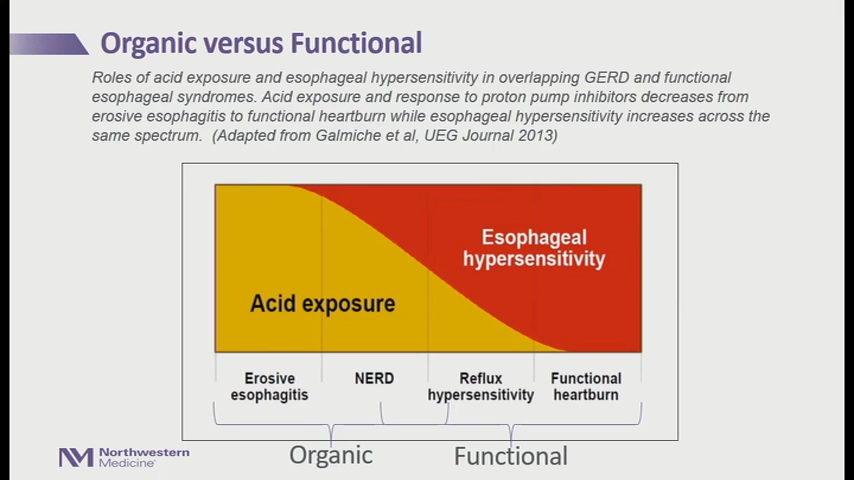 Organic versus Functional
Roles of acid exposure and esophageal hypersensitivity in overlapping GERD and functional
esophageal syndromes. Acid exposure and response to proton pump inhibitors decreases from
erosive esophagitis to functional heartburn while esophageal hypersensitivity increases across the
same spectrum. (Adapted from Galmiche et al, UEG Journal 2013)
Esophageal
hypersensitivity
Acid exposure
Erosive
esophagitis
NERD
Reflux
hypersensitivity
Functional
heartburn
Organic
Functional
NM Northwestern
Medicine®